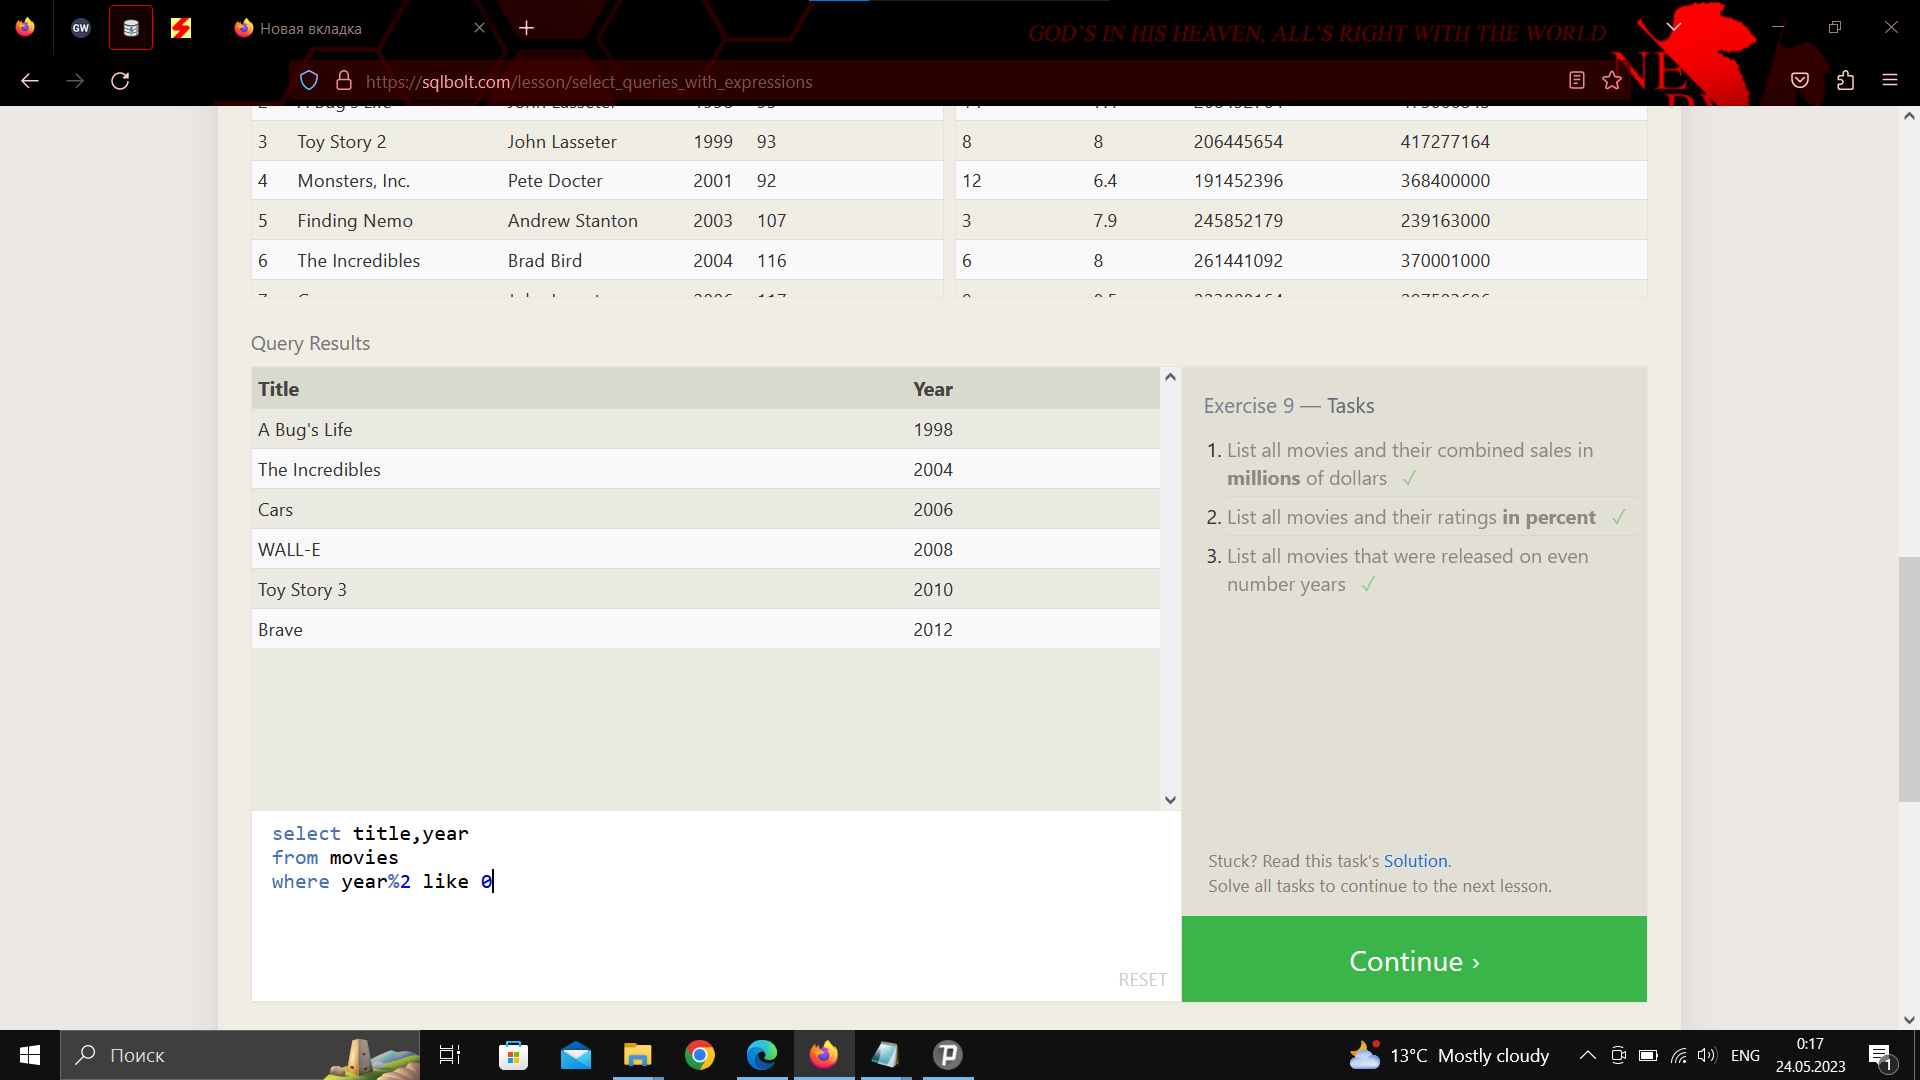 GW
Новая вкладка
GOD'S IN HIS HEAVEN, ALL'S RIGHT WITH THE WORLD
https://sqlbolt.com/lesson/select_queries_with_expressions
3 Toy Story 2 John Lasseter 1999 93 8 8 206445654 417277164
4 Monsters, Inc. Pete Docter 2001 92 12 6.4 191452396 368400000
5 Finding Nemo Andrew Stanton 2003 107 3 7.9 245852179 239163000
6 The Incredibles Brad Bird 2004 116 6 8 261441092 370001000
Query Results
Title Year
A Bug's Life 1998
The Incredibles 2004
Cars 2006
WALL-E 2008
Toy Story 3 2010
Brave 2012
Exercise 9 — Tasks
1. List all movies and their combined sales in
millions of dollars ✓
2. List all movies and their ratings in percent ✓
3. List all movies that were released on even
number years ✓
select title,year
from movies
where year%2 like 0
RESET
Stuck? Read this task's Solution.
Solve all tasks to continue to the next lesson.
Continue ›
Поиск
13°C Mostly cloudy
ENG
0:17
24.05.2023
1